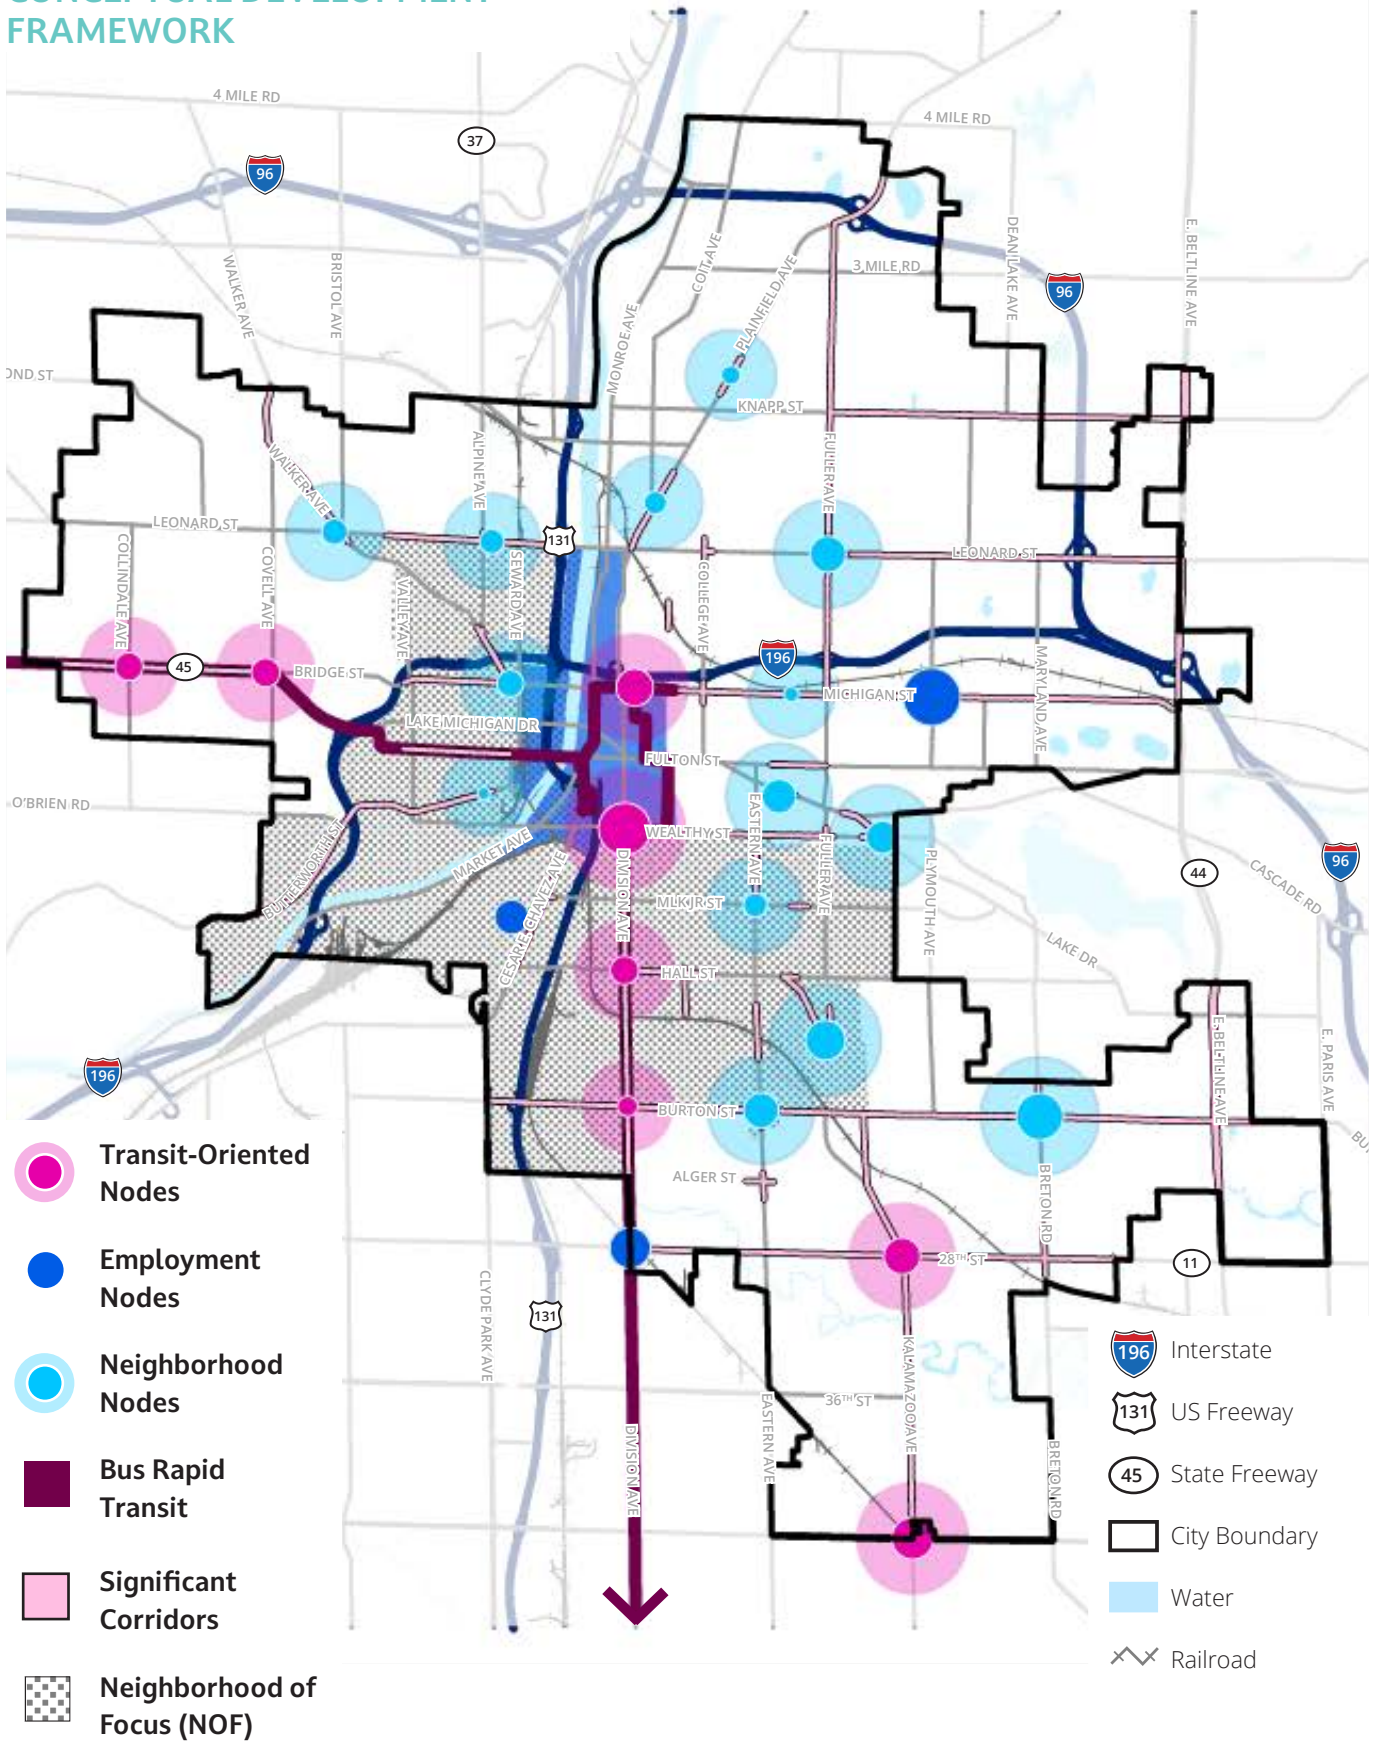 CONCEPTUAL DEVELOPMENT
FRAMEWORK
4 MILE RD
4 MILE RD
37
96
WALKER AVE
BRISTOL AVE
COIT AVE
PLAINFIELD AVE
3 MILE RD
DEAN LAKE AVE
E. BELTLINE AVE
96
MONROE AVE
OND ST
KNAPP ST
WALKER AVE
ALPINE AVE
FULLER AVE
LEONARD ST
131
LEONARD ST
COLLINDALE AVE
COVELL AVE
VALLEY AVE
SEWARD AVE
COLLEGE AVE
45
BRIDGE ST
196
MICHIGAN ST
MARYLAND AVE
LAKE MICHIGAN DR
FULTON ST
O'BRIEN RD
BUTTERWORTH ST
MARKET AVE
WEALTHY ST
EASTERN AVE
FULLER AVE
PLYMOUTH AVE
44
96
CASCADE RD
CESAR E. CHAVEZ AVE
DIVISION AVE
MLK JR ST
LAKE DR
HALL ST
196
BURTON ST
E. BELTLINE AVE
E. PARIS AVE
BU
ALGER ST
BRETON RD
28TH ST
11
CLYDE PARK AVE
131
KALAMAZOO AVE
36TH ST
EASTERN AVE
DIVISION AVE
BRETON RD
Transit-Oriented
Nodes
Employment
Nodes
Neighborhood
Nodes
Bus Rapid
Transit
Significant
Corridors
Neighborhood of
Focus (NOF)
196 Interstate
131 US Freeway
45 State Freeway
City Boundary
Water
Railroad